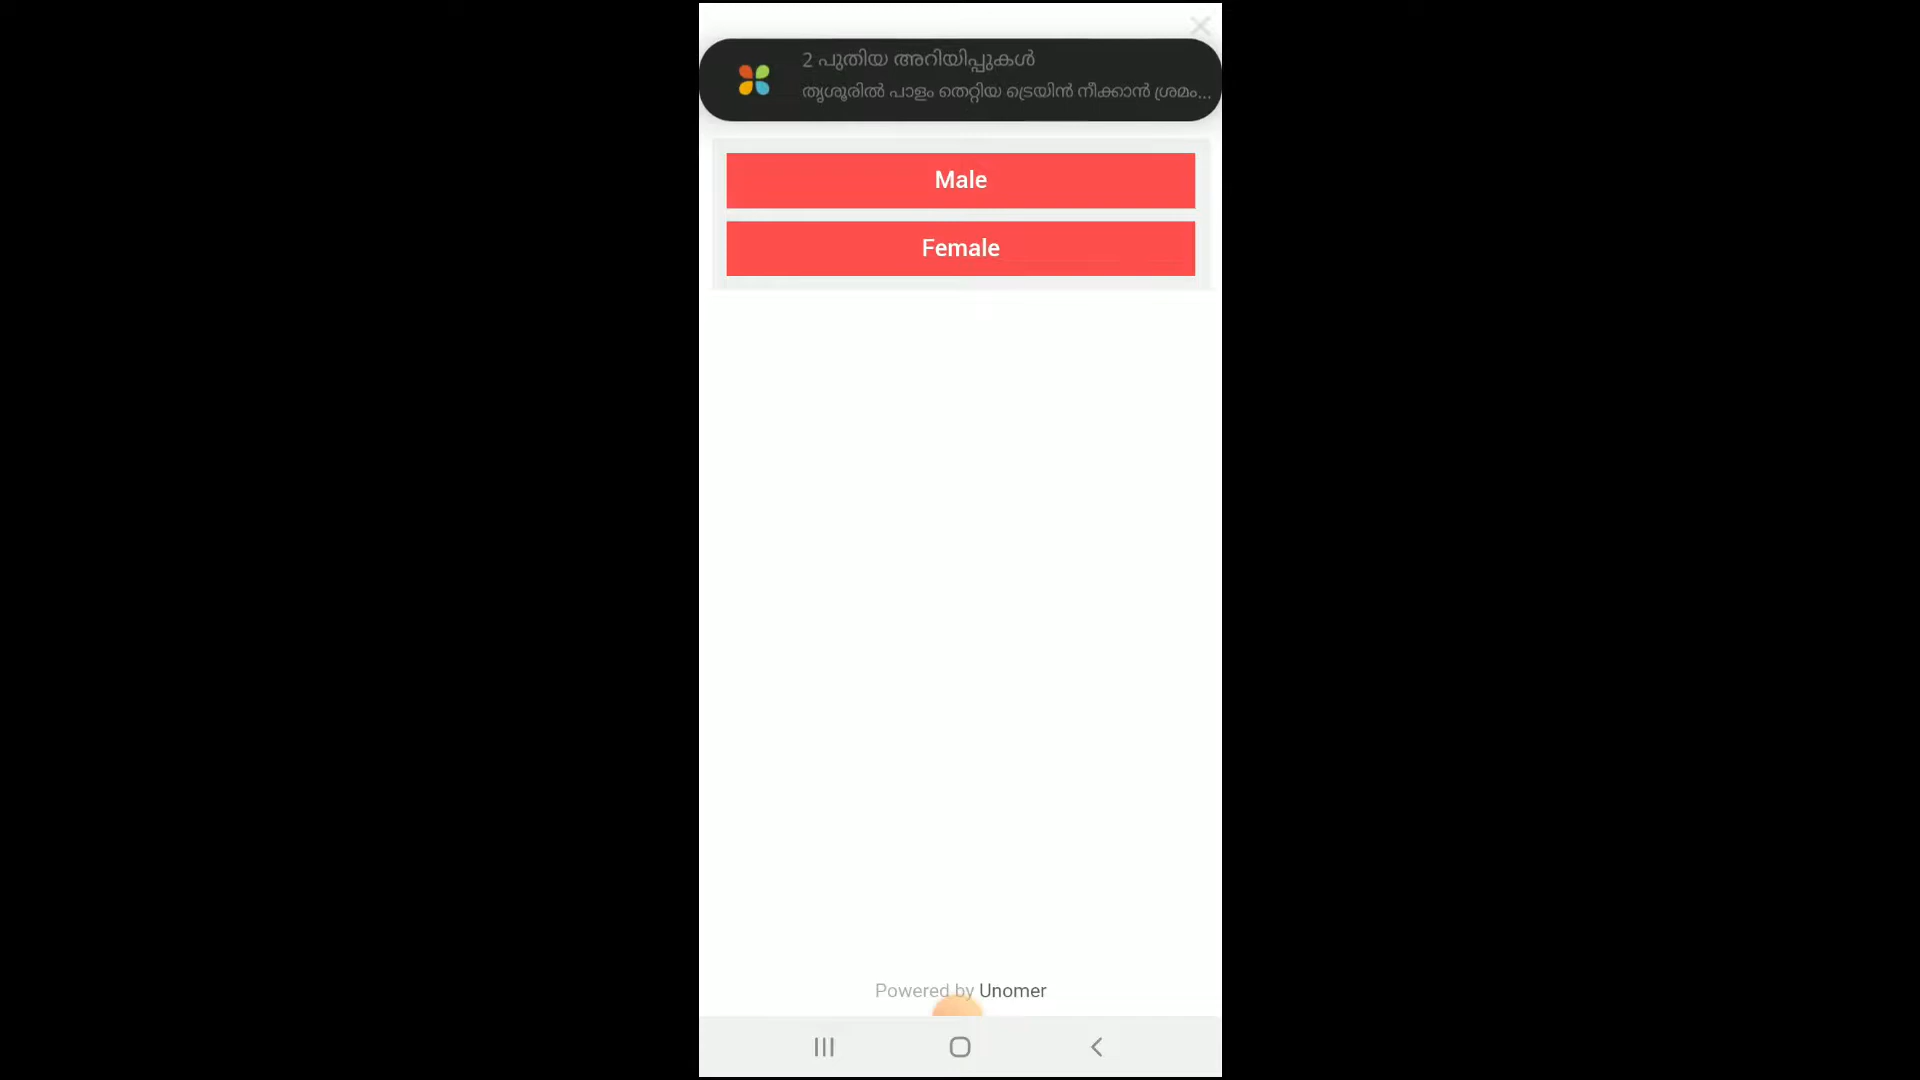 2 പുതിയ അറിയിപ്പുകൾ
തൃശൂരിൽ പാളം തെറ്റിയ ട്രെയിൻ നീക്കാൻ ശ്രമം...
Male
Female
Powered by Unomer